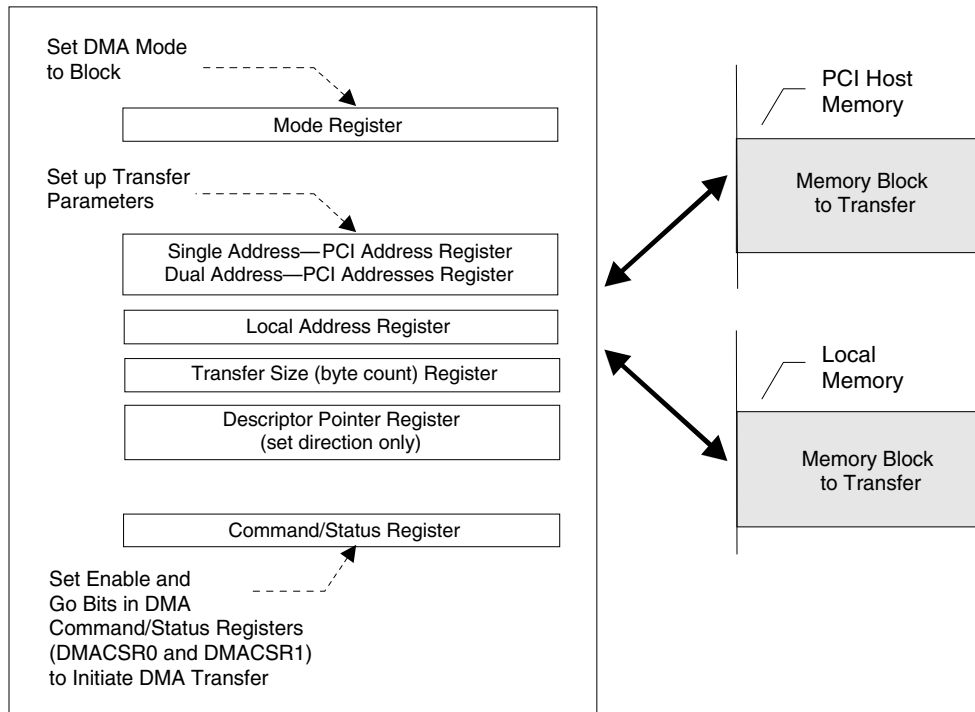 Set DMA Mode
to Block
Mode Register
Set up Transfer
Parameters
Single Address—PCI Address Register
Dual Address—PCI Addresses Register
Local Address Register
Transfer Size (byte count) Register
Descriptor Pointer Register
(set direction only)
Command/Status Register
Set Enable and
Go Bits in DMA
Command/Status Registers
(DMACSR0 and DMACSR1)
to Initiate DMA Transfer
PCI Host
Memory
Memory Block
to Transfer
Local
Memory
Memory Block
to Transfer